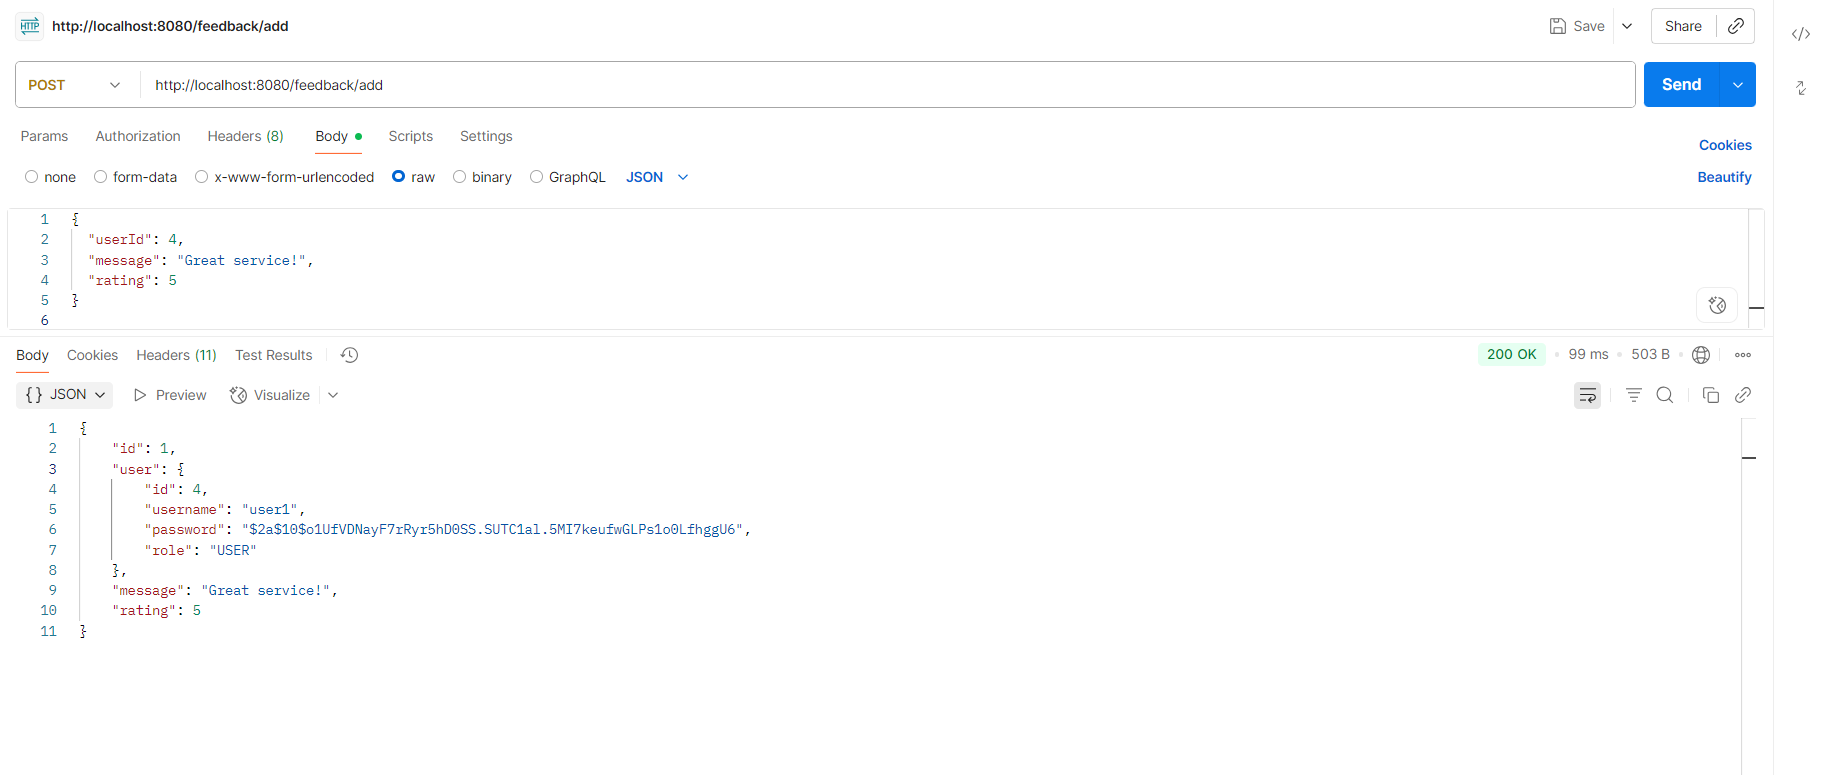 HTTP http://localhost:8080/feedback/add
Save
Share
POST http://localhost:8080/feedback/add
Send
Params Authorization Headers (8) Body Scripts Settings
Cookies
none form-data x-www-form-urlencoded raw binary GraphQL JSON
Beautify
1 {
2 "userId": 4,
3 "message": "Great service!",
4 "rating": 5
5 }
6
Body Cookies Headers (11) Test Results
200 OK • 99 ms • 503 B
{} JSON Preview Visualize
1 {
2 "id": 1,
3 "user": {
4 "id": 4,
5 "username": "user1",
6 "password": "$2a$10$o1UfVDNayF7rRyr5hD0SS.SUTC1al.5MI7keufwGLPs1o0LfhggU6",
7 "role": "USER"
8 },
9 "message": "Great service!",
10 "rating": 5
11 }